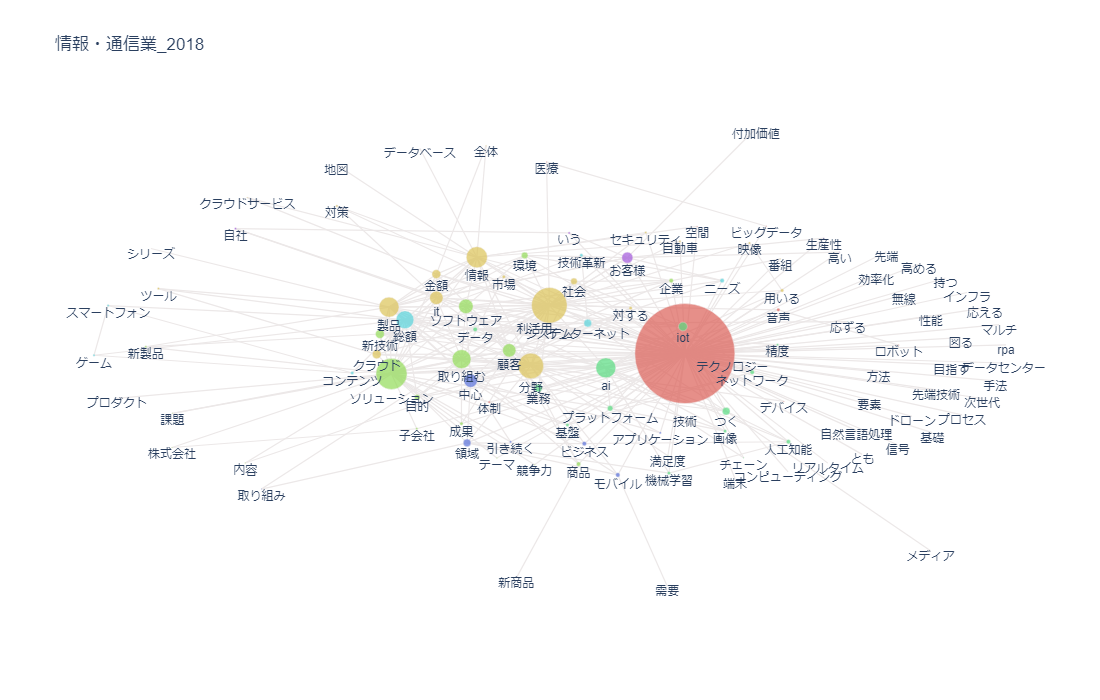 情報・通信業_2018
付加価値
データベース
全体
医療
地図
クラウドサービス
対策
自社
いう
セキュリティ
空間
ビッグデータ
自動車
映像
生産性
高い
先端
シリーズ
情報
環境
技術革新
お客様
番組
高める
市場
金額
社会
企業
ニーズ
効率化
持つ
ツール
用いる
無線
インフラ
スマートフォン
it
ソフトウェア
対する
音声
応える
製品
総額
データ
利活用
システム
インターネット
応ずる
性能
マルチ
iot
新技術
新製品
精度
ロボット
図る
rpa
ゲーム
クラウド
顧客
テクノロジー
目指す
データセンター
コンテンツ
取り組む
分野
ai
ネットワーク
方法
手法
プロダクト
ソリューション
中心
業務
先端技術
目的
体制
デバイス
要素
次世代
課題
プラットフォーム
技術
つく
ドローン
プロセス
子会社
成果
基盤
アプリケーション
画像
自然言語処理
基礎
株式会社
領域
引き続く
ビジネス
人工知能
信号
テーマ
競争力
商品
満足度
チェーン
リアルタイム
とも
内容
モバイル
機械学習
端末
コンピューティング
取り組み
メディア
新商品
需要